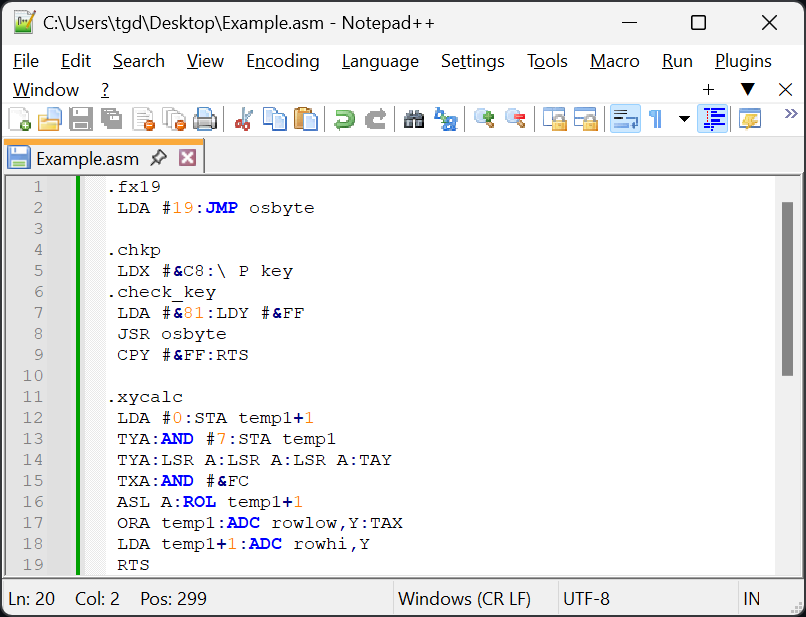 C:\Users\tgd\Desktop\Example.asm - Notepad++
File Edit Search View Encoding Language Settings Tools Macro Run Plugins
Window ? + ▼ X
Example.asm
1 .fx19
2 LDA #19:JMP osbyte
3
4 .chkp
5 LDX #&C8:\ P key
6 .check_key
7 LDA #&81:LDY #&FF
8 JSR osbyte
9 CPY #&FF:RTS
10
11 .xycalc
12 LDA #0:STA temp1+1
13 TYA:AND #7:STA temp1
14 TYA:LSR A:LSR A:LSR A:TAY
15 TXA:AND #&FC
16 ASL A:ROL temp1+1
17 ORA temp1:ADC rowlow,Y:TAX
18 LDA temp1+1:ADC rowhi,Y
19 RTS
Ln: 20 Col: 2 Pos: 299 Windows (CR LF) UTF-8 IN